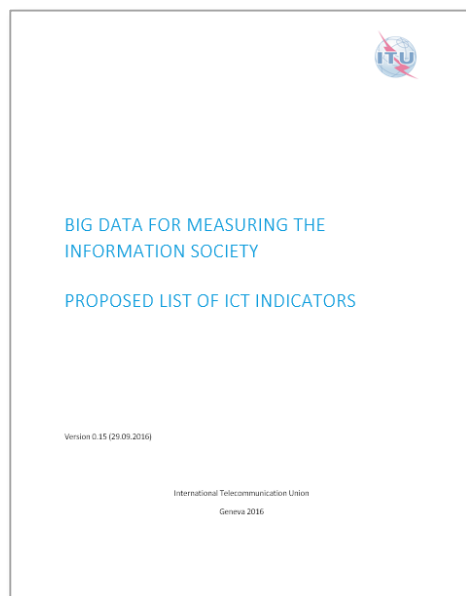 ITU
BIG DATA FOR MEASURING THE
INFORMATION SOCIETY
PROPOSED LIST OF ICT INDICATORS
Version 0.15 (29.09.2016)
International Telecommunication Union
Geneva 2016